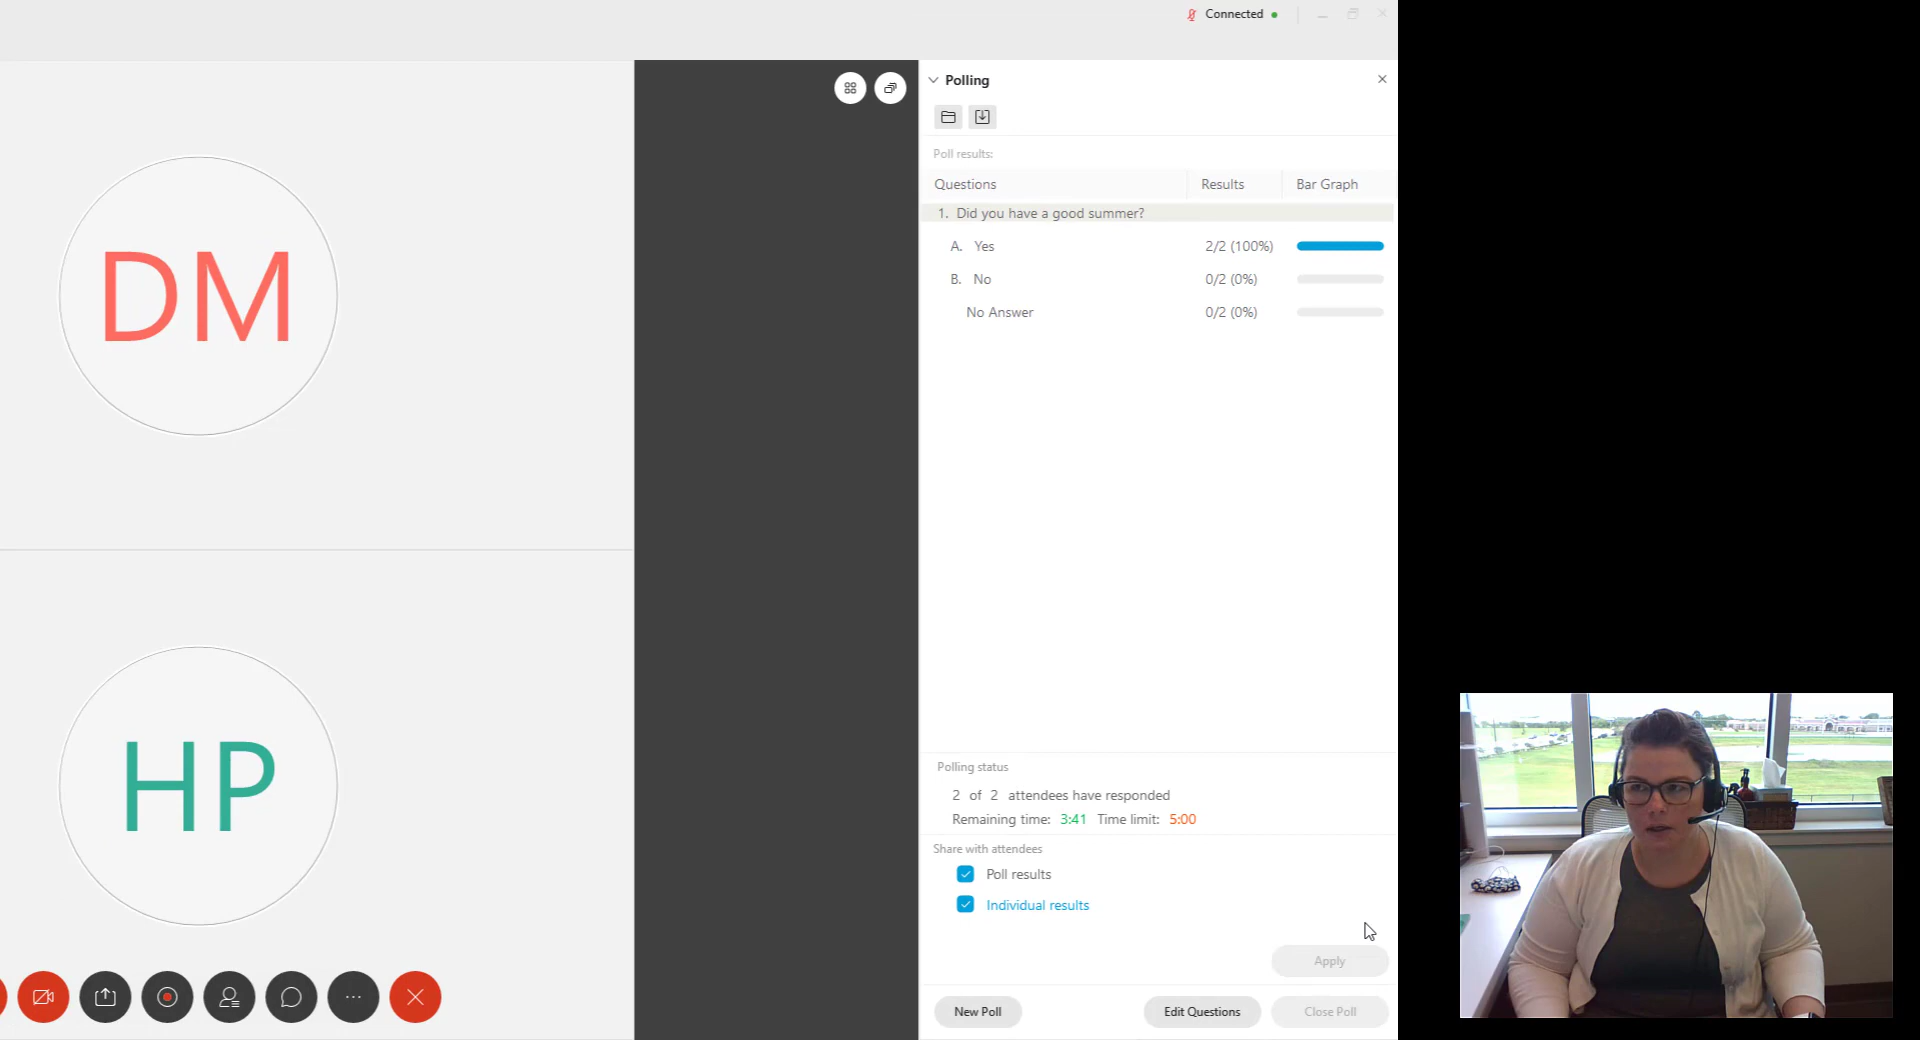 Connected
Polling
Poll results:
Questions Results Bar Graph
1. Did you have a good summer?
A. Yes 2/2 (100%)
B. No 0/2 (0%)
No Answer 0/2 (0%)
DM
HP
Polling status
2 of 2 attendees have responded
Remaining time: 3:41 Time limit: 5:00
Share with attendees
Poll results
Individual results
Apply
New Poll Edit Questions Close Poll